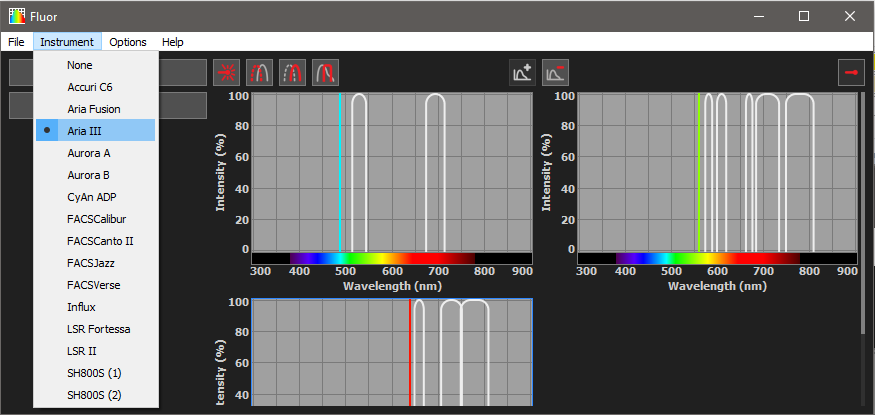 Fluor
File Instrument Options Help
None
Accuri C6
Aria Fusion
Aria III
Aurora A
Aurora B
CyAn ADP
FACSCalibur
FACSCanto II
FACSJazz
FACSVerse
Influx
LSR Fortessa
LSR II
SH800S (1)
SH800S (2)
Intensity (%)
100
80
60
40
20
0
300 400 500 600 700 800 900
Wavelength (nm)
Intensity (%)
100
80
60
40
20
0
300 400 500 600 700 800 900
Wavelength (nm)
tensity (%)
100
80
60
40